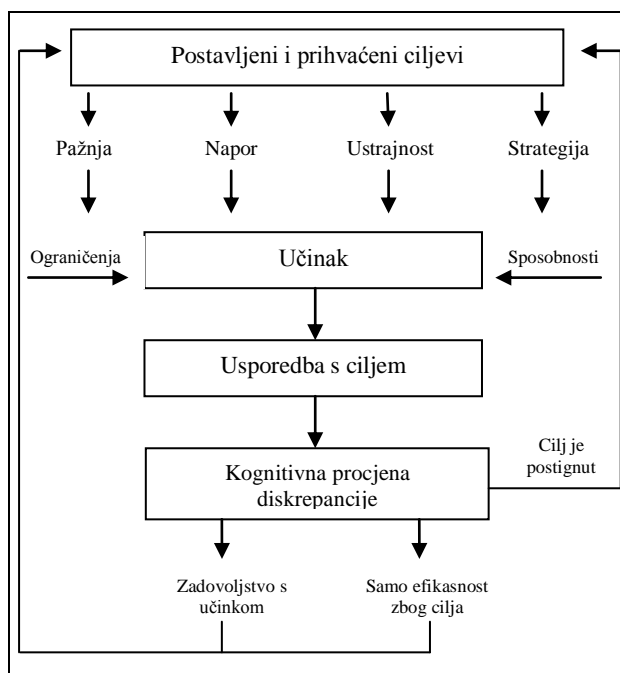 Postavljeni i prihvaćeni ciljevi
Pažnja
Napor
Ustrajnost
Strategija
Ograničenja
Učinak
Sposobnosti
Usporedba s ciljem
Cilj je
postignut
Kognitivna procjena
diskrepancije
Zadovoljstvo s
učinkom
Samo efikasnost
zbog cilja